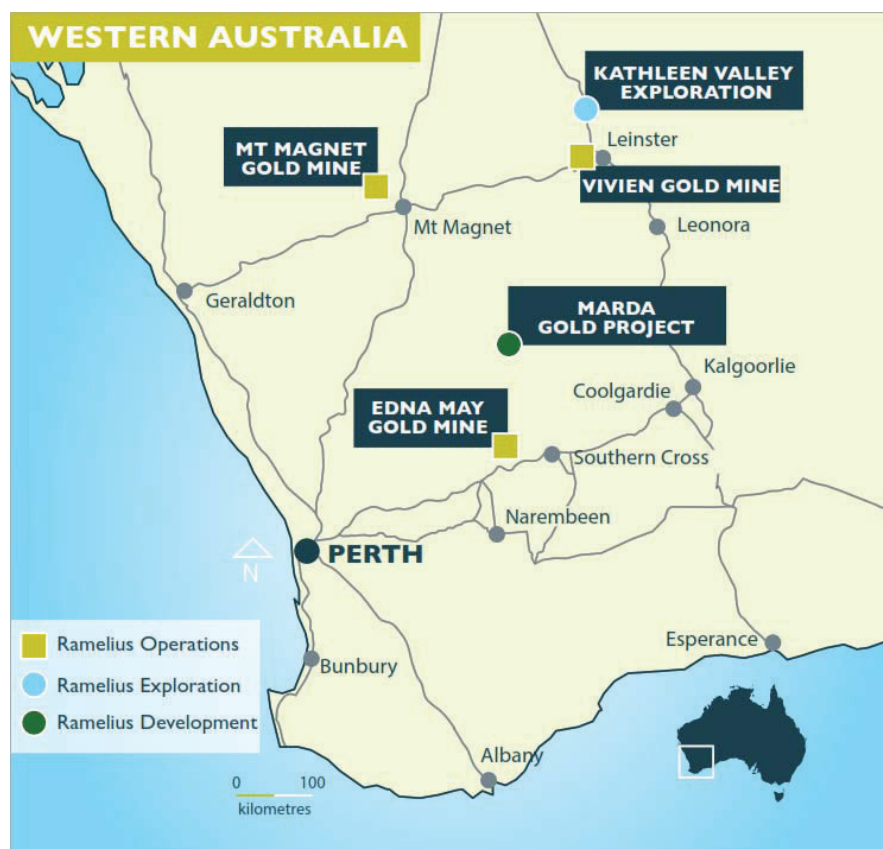 WESTERN AUSTRALIA
KATHLEEN VALLEY
EXPLORATION
MT MAGNET
GOLD MINE
Leinster
VIVIEN GOLD MINE
Mt Magnet
Leonora
Geraldton
MARDA
GOLD PROJECT
Kalgoorlie
Coolgardie
EDNA MAY
GOLD MINE
Southern Cross
Narembeen
PERTH
N
Ramelius Operations
Ramelius Exploration
Ramelius Development
Bunbury
Esperance
Albany
0 100
kilometres